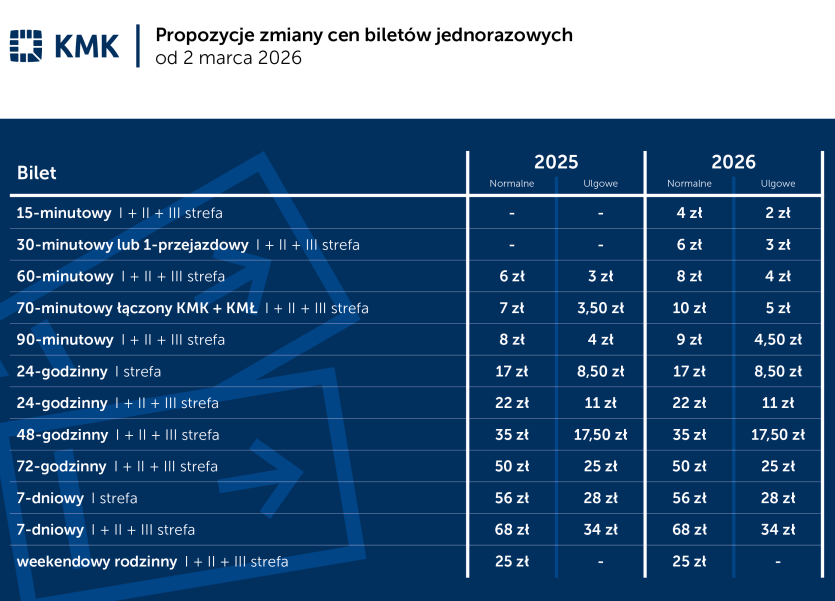 KMK
Propozycje zmiany cen biletów jednorazowych
od 2 marca 2026
Bilet 2025 2026
Normalne Ulgowe Normalne Ulgowe
15-minutowy I + II + III strefa - - 4 zł 2 zł
30-minutowy lub 1-przejazdowy I + II + III strefa - - 6 zł 3 zł
60-minutowy I + II + III strefa 6 zł 3 zł 8 zł 4 zł
70-minutowy łączony KMK + KMŁ I + II + III strefa 7 zł 3,50 zł 10 zł 5 zł
90-minutowy I + II + III strefa 8 zł 4 zł 9 zł 4,50 zł
24-godzinny I strefa 17 zł 8,50 zł 17 zł 8,50 zł
24-godzinny I + II + III strefa 22 zł 11 zł 22 zł 11 zł
48-godzinny I + II + III strefa 35 zł 17,50 zł 35 zł 17,50 zł
72-godzinny I + II + III strefa 50 zł 25 zł 50 zł 25 zł
7-dniowy I strefa 56 zł 28 zł 56 zł 28 zł
7-dniowy I + II + III strefa 68 zł 34 zł 68 zł 34 zł
weekendowy rodzinny I + II + III strefa 25 zł - 25 zł -